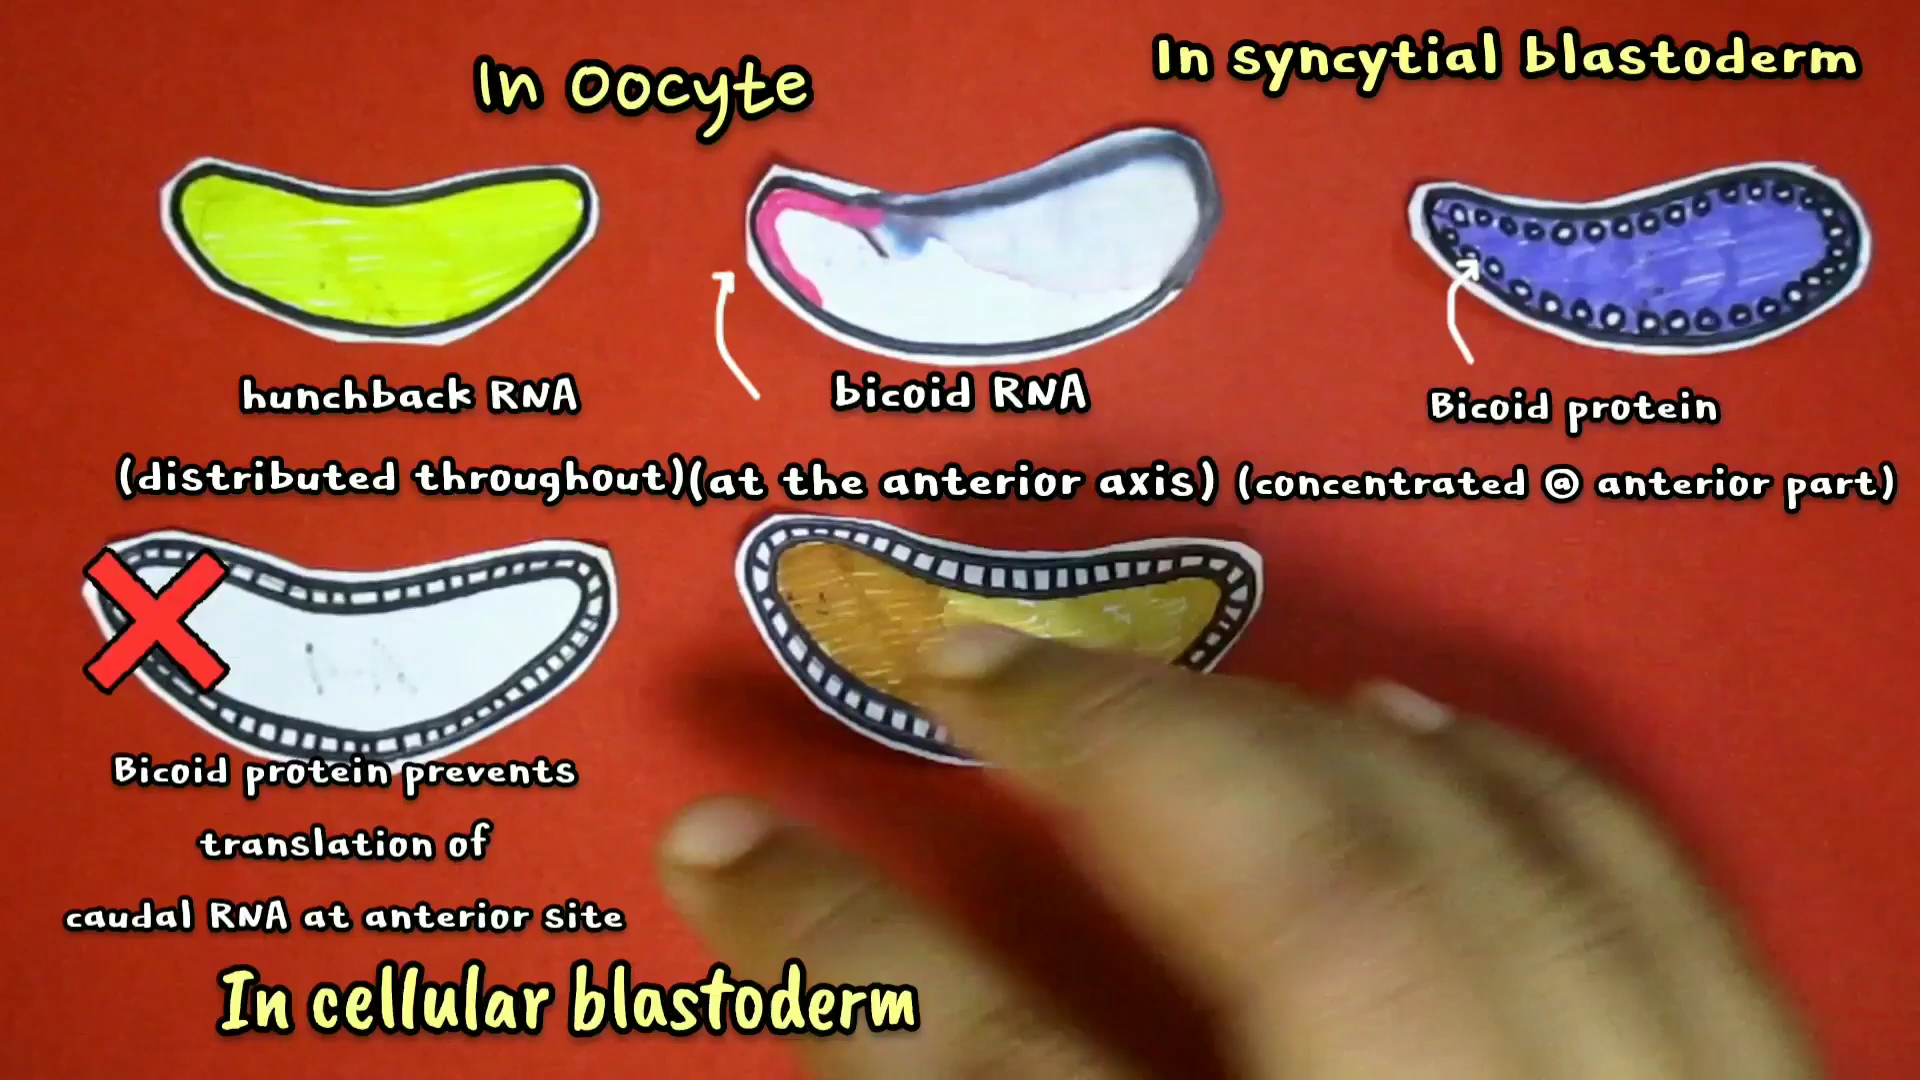 In Oocyte
In syncytial blastoderm
hunchback RNA
(distributed throughout)
bicoid RNA
(at the anterior axis)
Bicoid protein
(concentrated @ anterior part)
Bicoid protein prevents
translation of
caudal RNA at anterior site
In cellular blastoderm